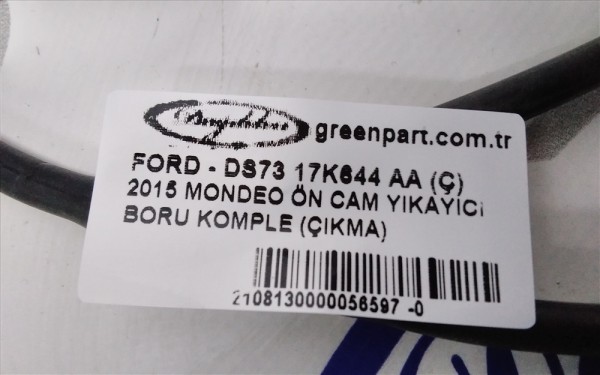 greenpart.com.tr
FORD - DS73 17K644 AA (Ç)
2015 MONDEO ÖN CAM YIKAYICI
BORU KOMPLE (ÇIKMA)
2108130000056597 -0